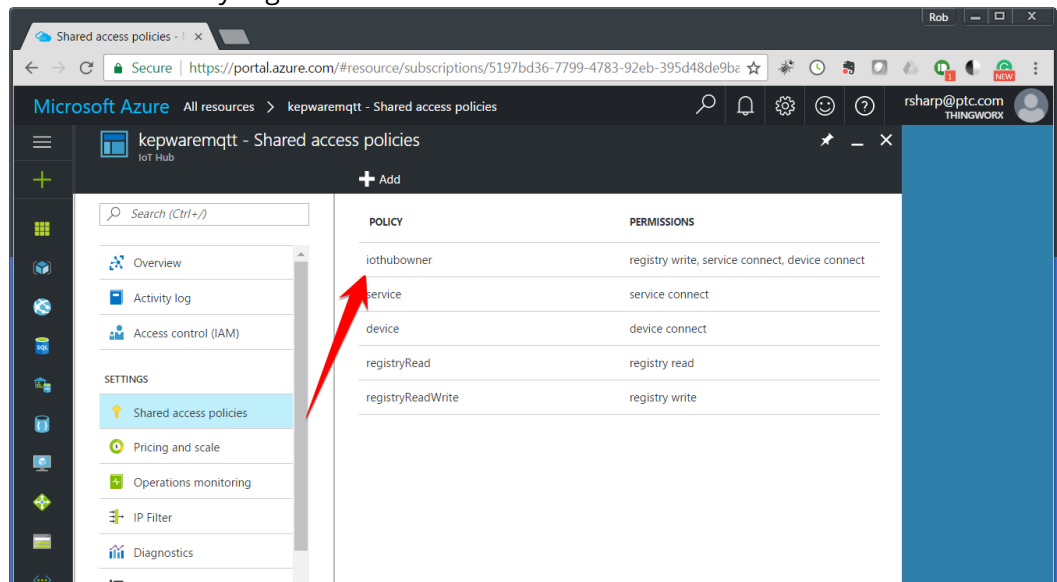 Rob
Shared access policies -
Secure | https://portal.azure.com/#resource/subscriptions/5197bd36-7799-4783-92eb-395d48de9ba
1
NEW
Microsoft Azure All resources > kepwaremqtt - Shared access policies
rsharp@ptc.com
THINGWORX
kepwaremqtt - Shared access policies
IoT Hub
Add
Search (Ctrl+/)
POLICY PERMISSIONS
Overview
iothubowner registry write, service connect, device connect
Activity log
service service connect
Access control (IAM)
device device connect
registryRead registry read
SETTINGS
registryReadWrite registry write
Shared access policies
Pricing and scale
Operations monitoring
IP Filter
Diagnostics